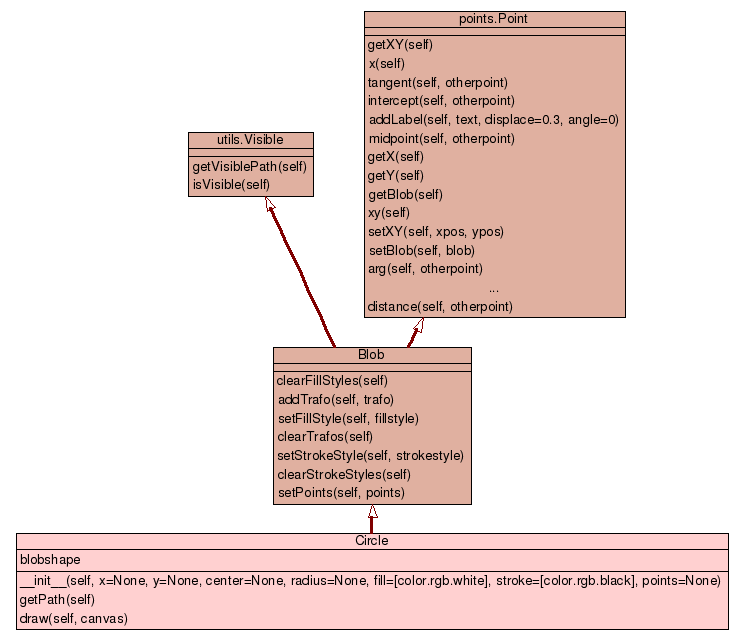 points.Point
getXY(self)
x(self)
tangent(self, otherpoint)
intercept(self, otherpoint)
addLabel(self, text, displace=0.3, angle=0)
midpoint(self, otherpoint)
getX(self)
getY(self)
getBlob(self)
xy(self)
setXY(self, xpos, ypos)
setBlob(self, blob)
arg(self, otherpoint)
...
distance(self, otherpoint)
utils.Visible
getVisiblePath(self)
isVisible(self)
Blob
clearFillStyles(self)
addTrafo(self, trafo)
setFillStyle(self, fillstyle)
clearTrafos(self)
setStrokeStyle(self, strokestyle)
clearStrokeStyles(self)
setPoints(self, points)
Circle
blobshape
__init__(self, x=None, y=None, center=None, radius=None, fill=[color.rgb.white], stroke=[color.rgb.black], points=None)
getPath(self)
draw(self, canvas)